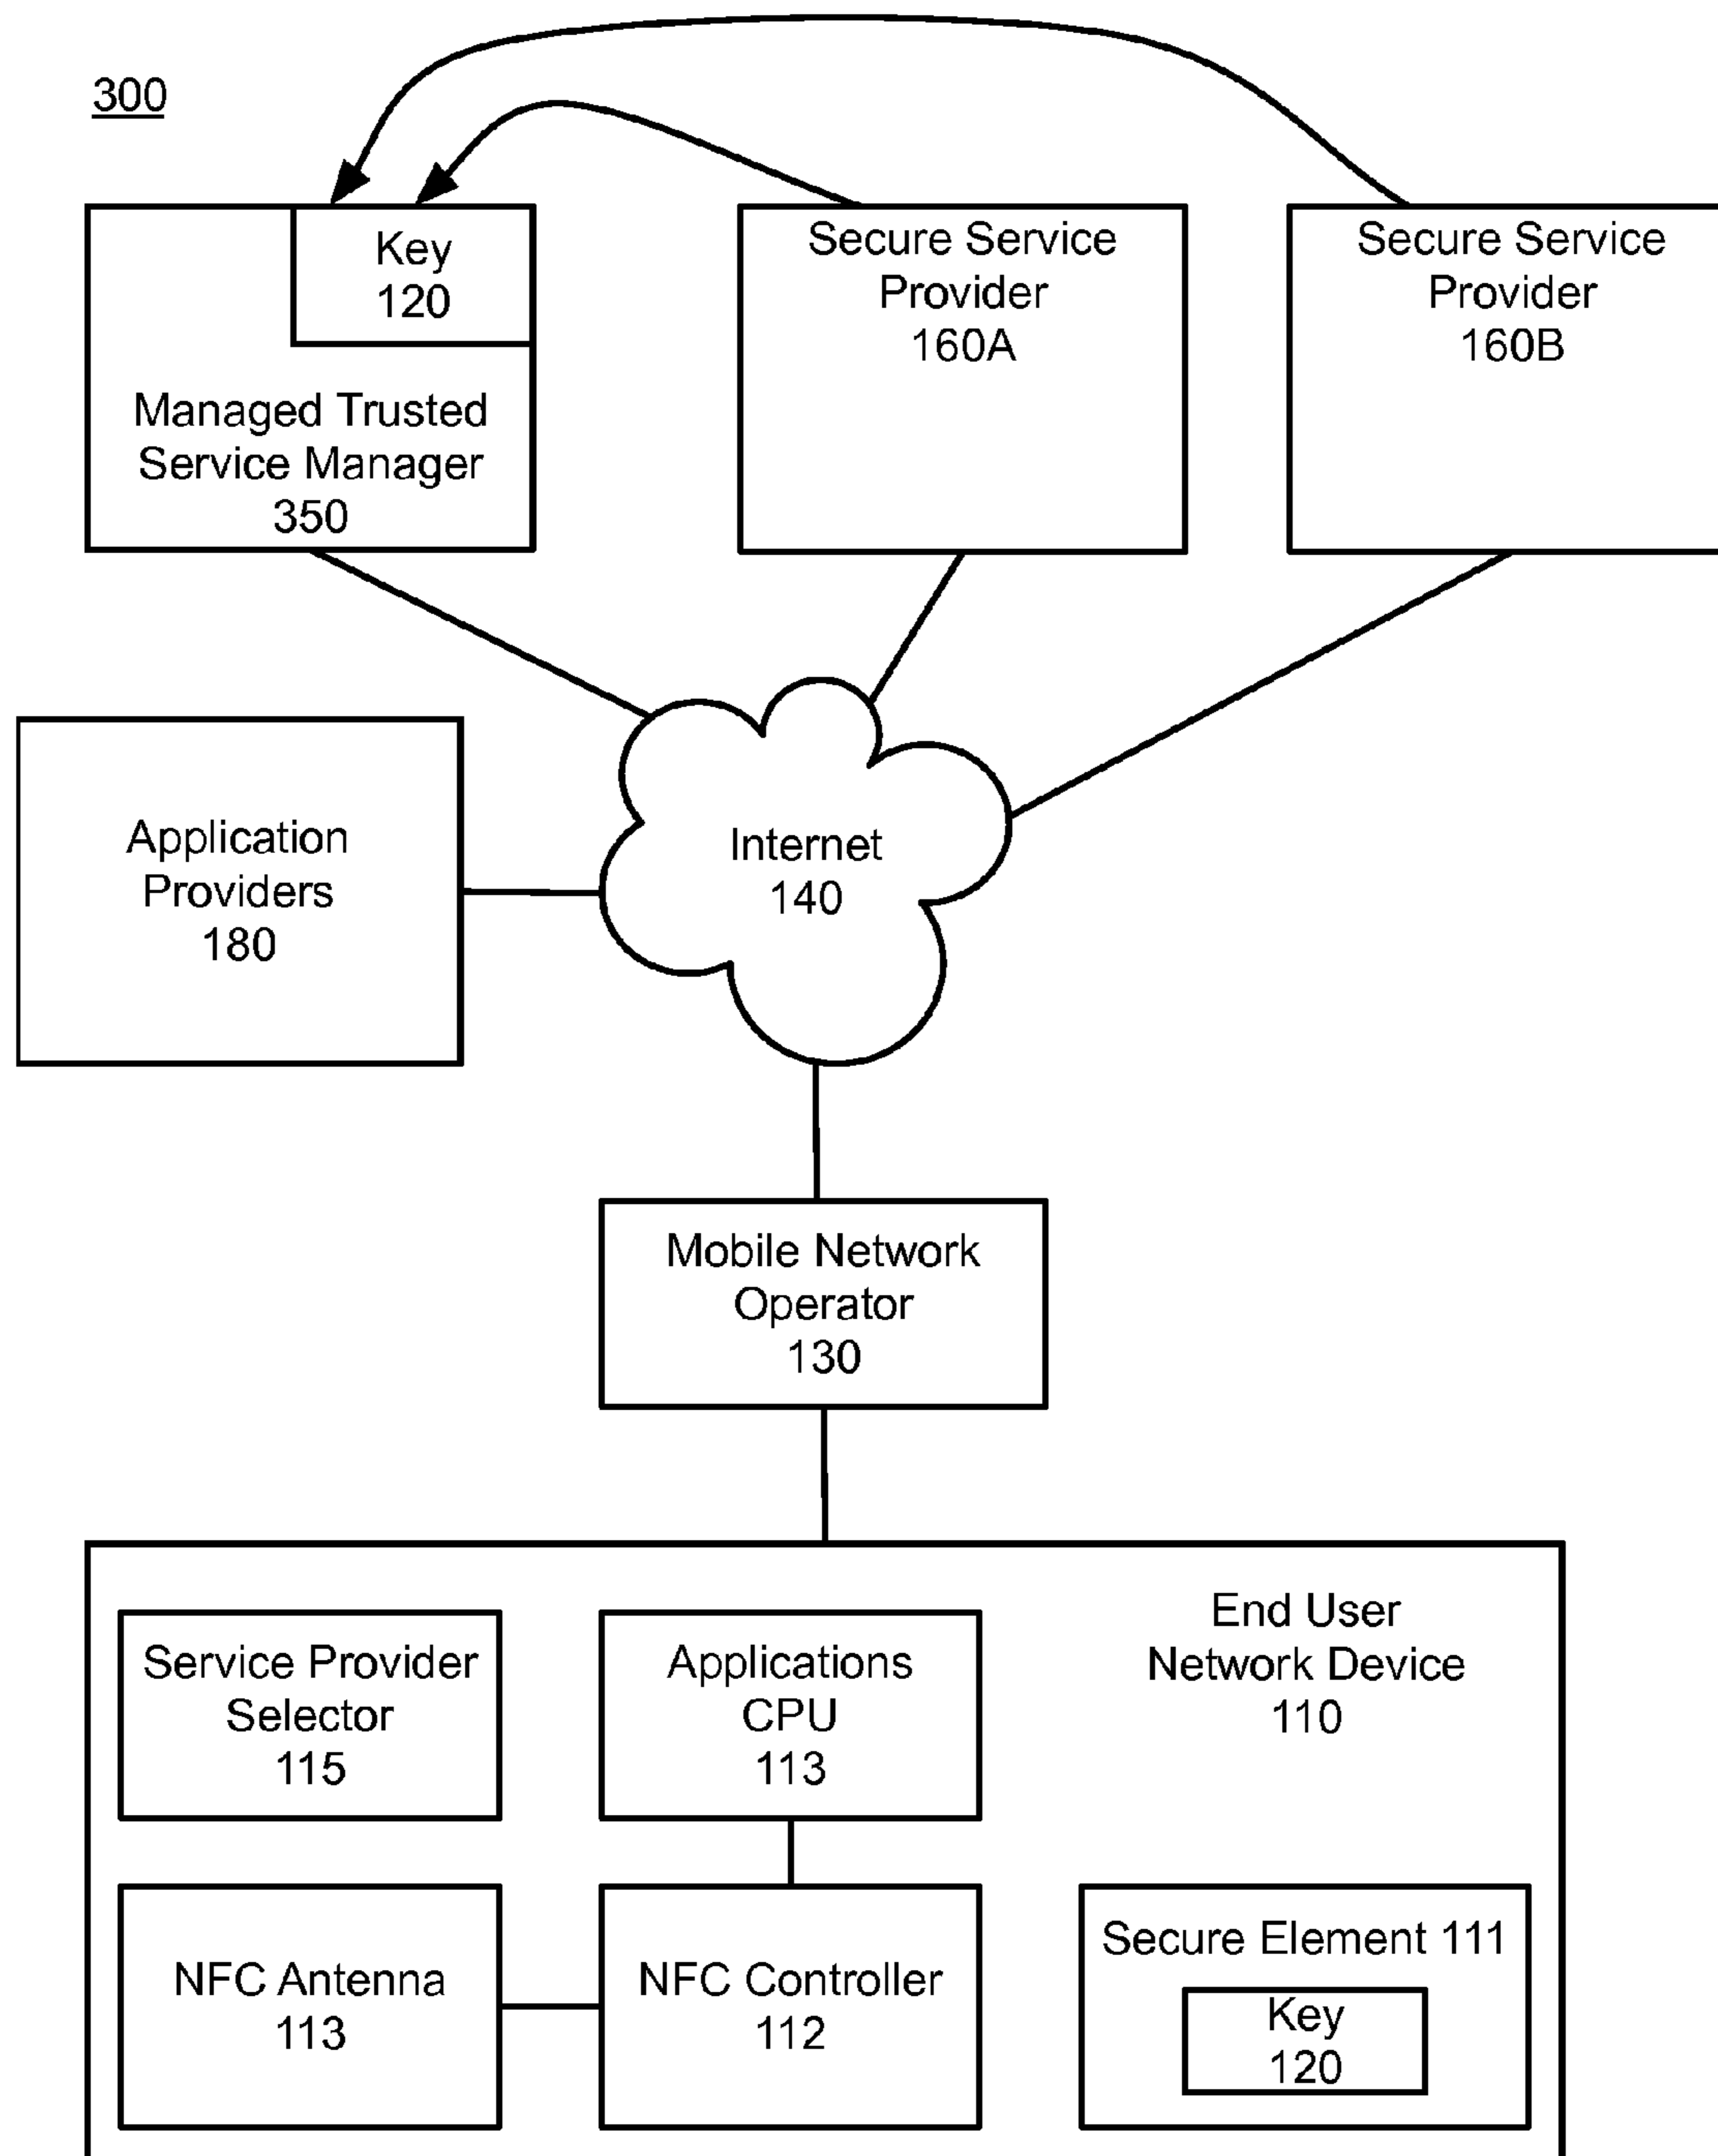 300
Key
120
Managed Trusted
Service Manager
350
Secure Service
Provider
160A
Secure Service
Provider
160B
Application
Providers
180
Internet
140
Mobile Network
Operator
130
End User
Network Device
110
Service Provider
Selector
115
Applications
CPU
113
NFC Antenna
113
NFC Controller
112
Secure Element 111
Key
120